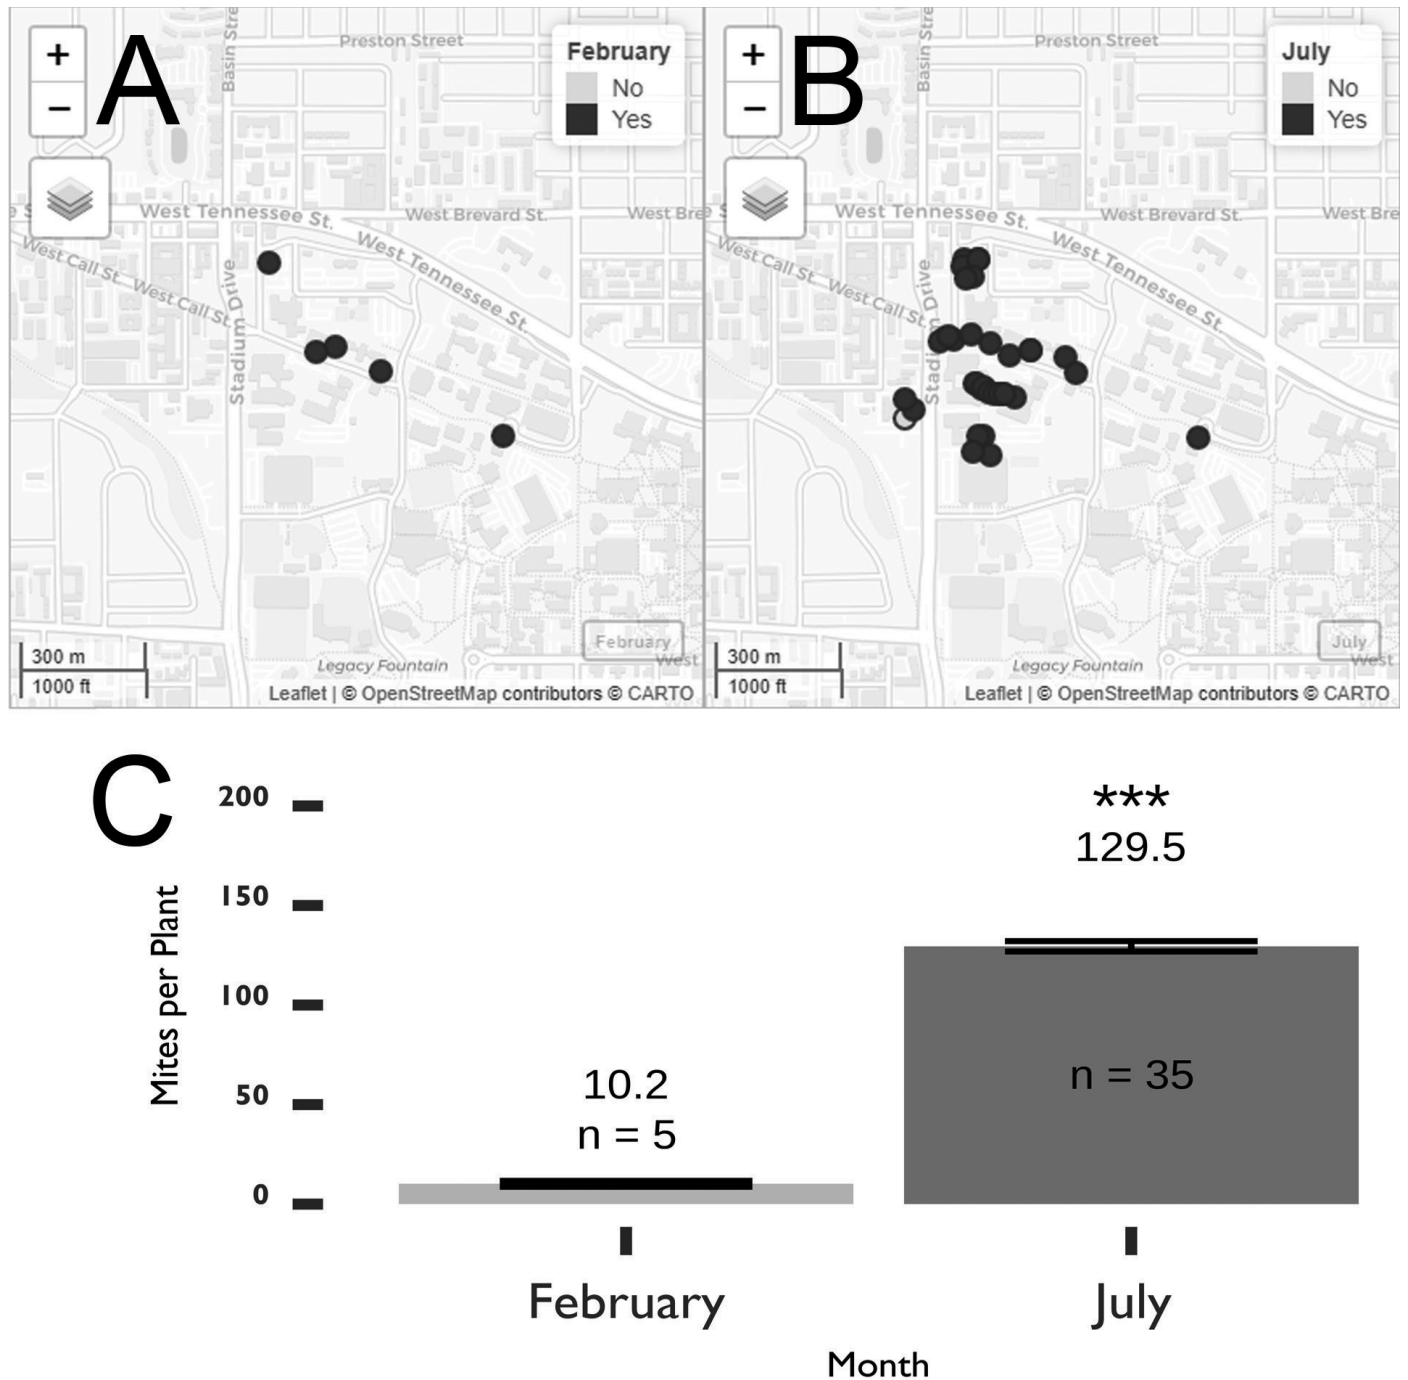 A
+
−
Preston Street
Basin Stre
February
No
Yes
e S
West Tennessee St.
West Brevard St.
West Bre
West Call St.
West Call St.
West Tennessee St.
Stadium Drive
February
300 m
1000 ft
Legacy Fountain
West
Leaflet | © OpenStreetMap contributors © CARTO
B
+
−
Preston Street
Basin Stre
July
No
Yes
e S
West Tennessee St.
West Brevard St.
West Bre
West Call St.
West Call St.
West Tennessee St.
Stadium Drive
July
300 m
1000 ft
Legacy Fountain
West
Leaflet | © OpenStreetMap contributors © CARTO
C
Mites per Plant
200
150
100
50
0
10.2
n = 5
***
129.5
n = 35
February
July
Month